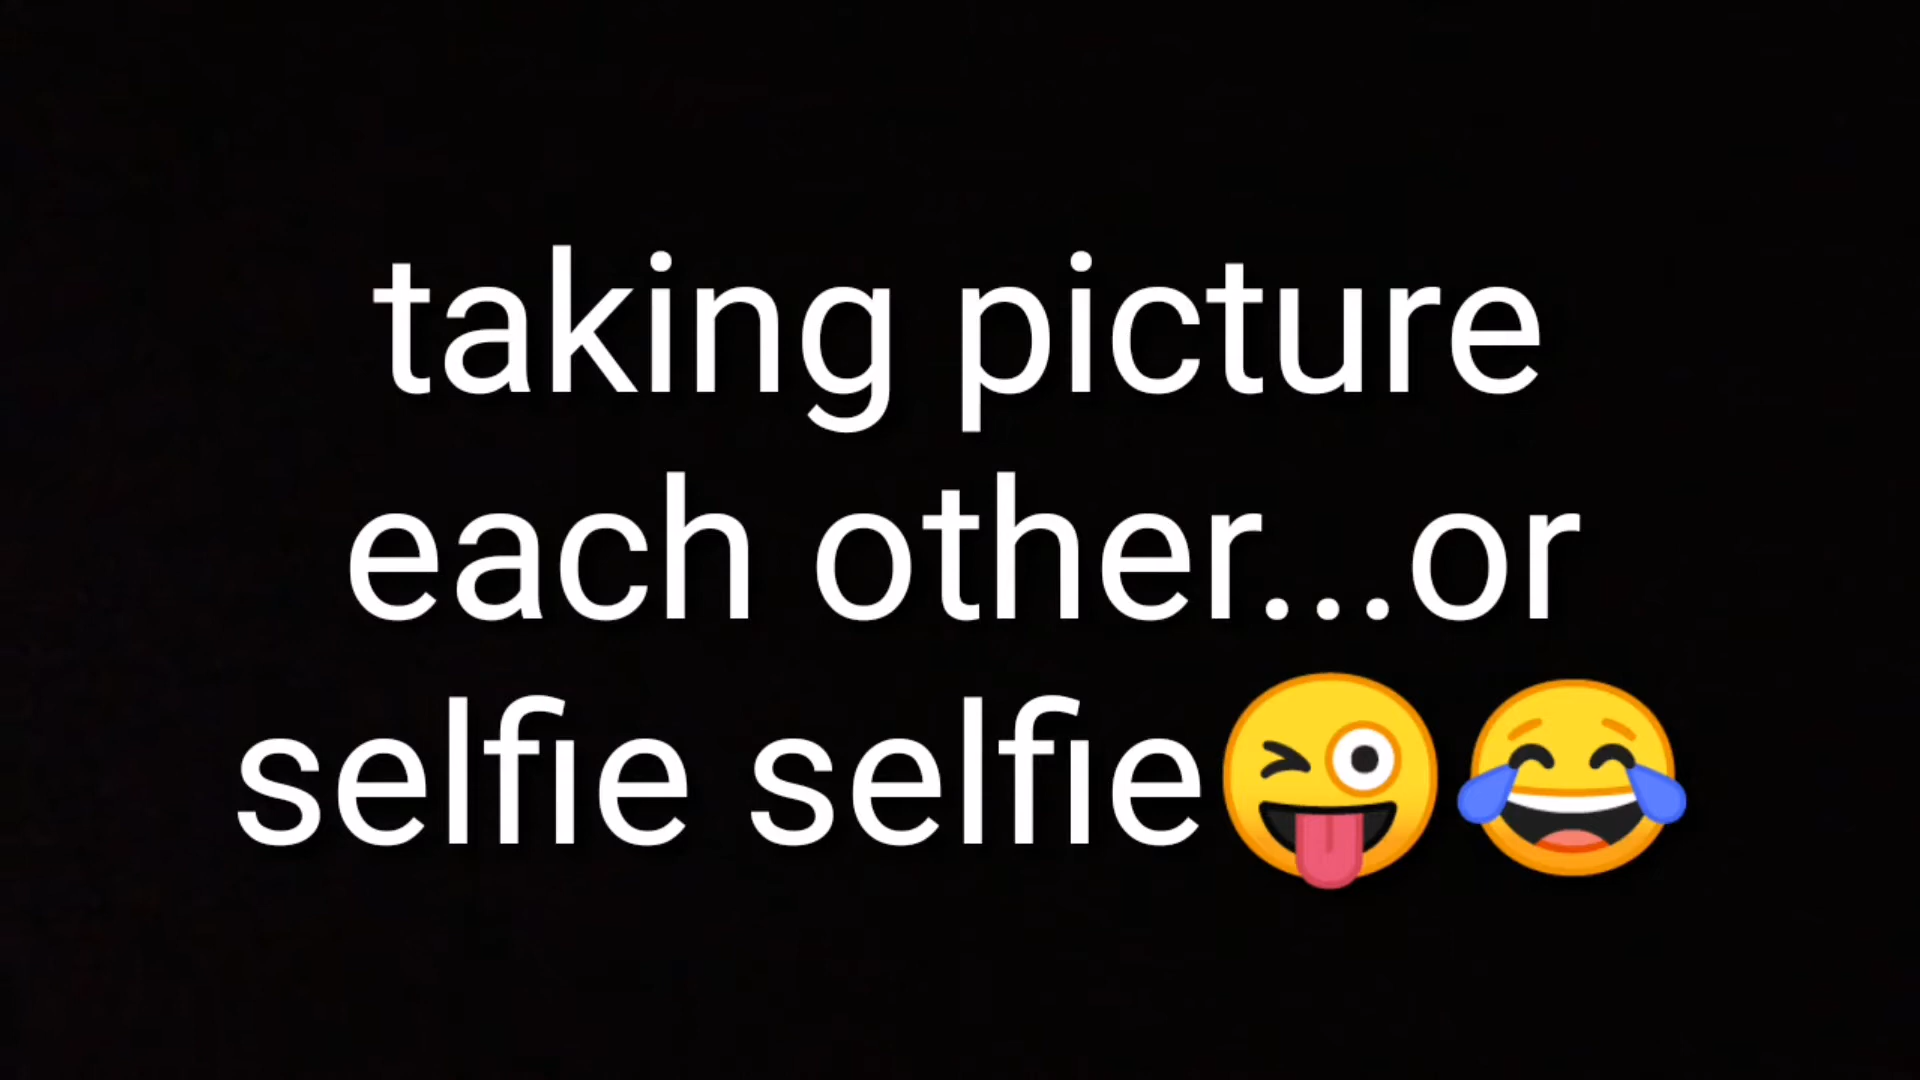 taking picture
each other...or
selfie selfie😜😂